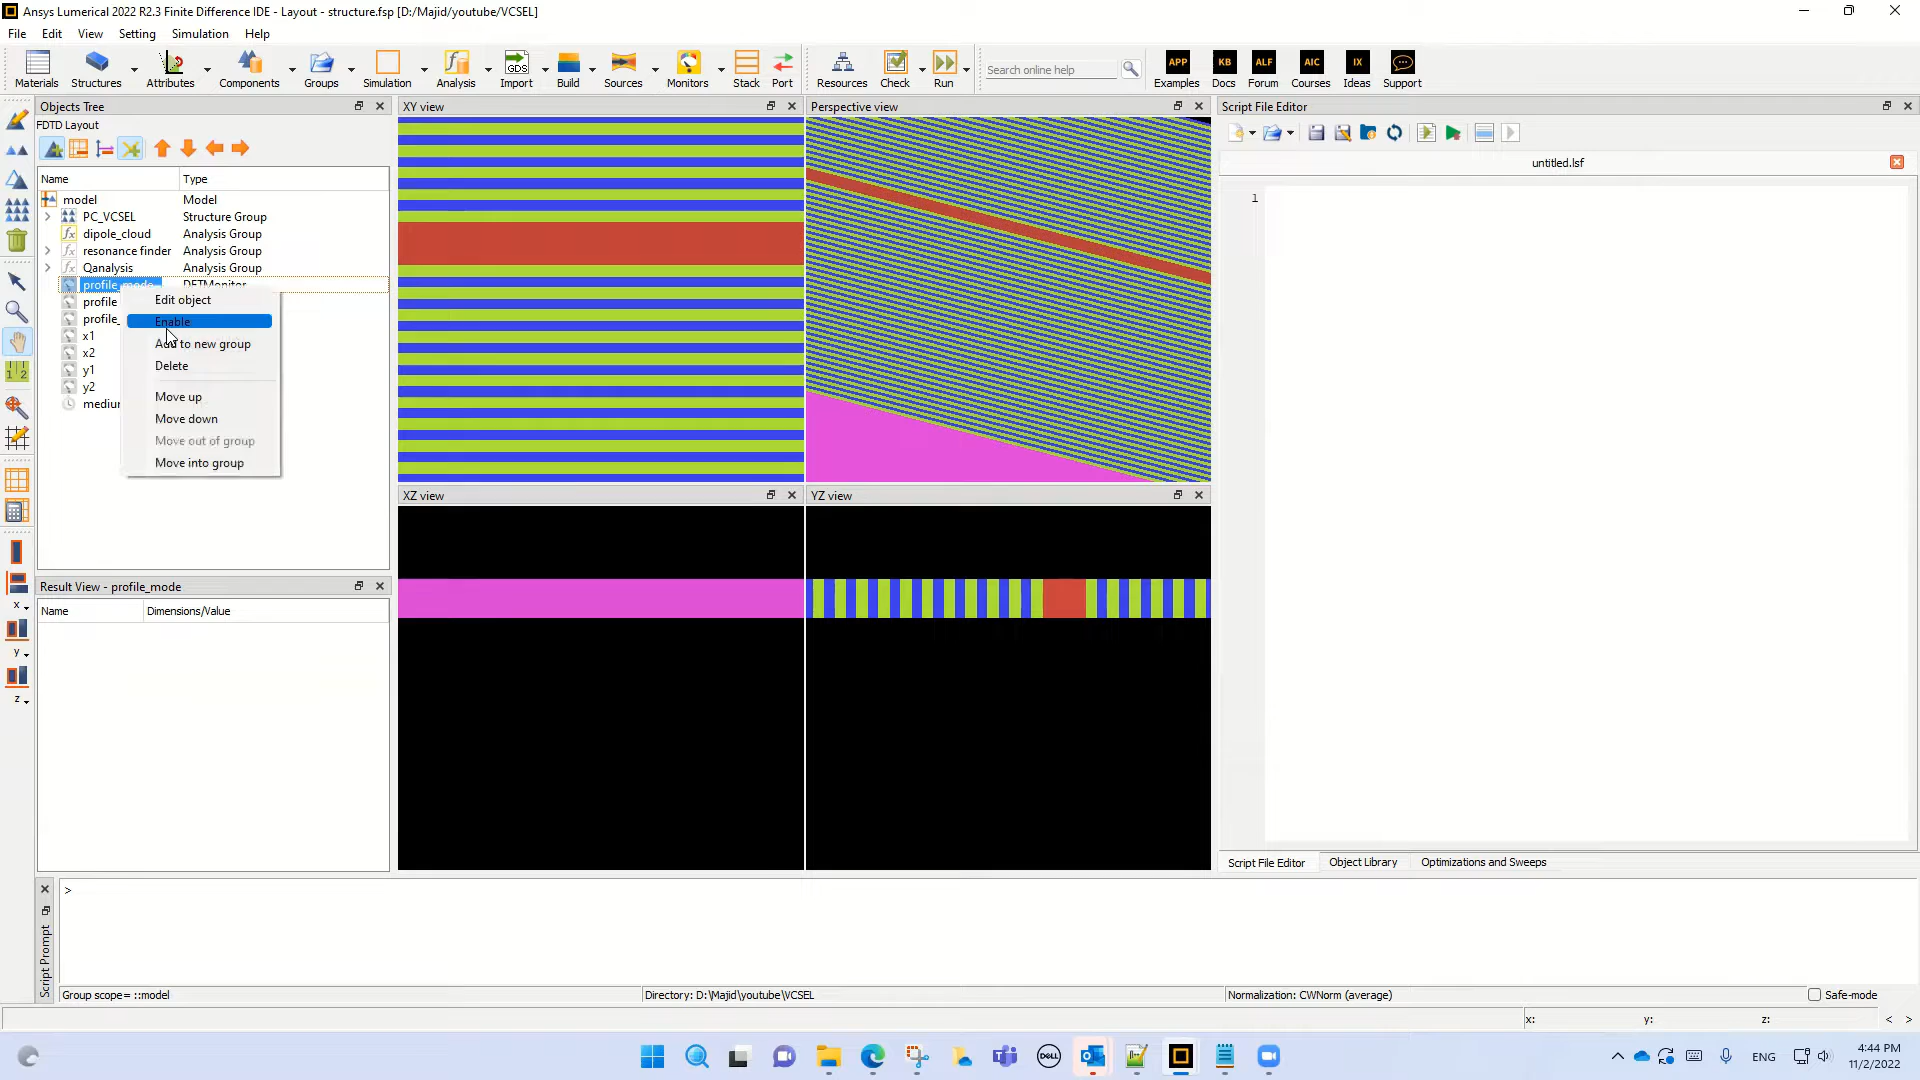 Ansys Lumerical 2022 R2.3 Finite Difference IDE - Layout - structure.fsp [D:/Majid/youtube/VCSEL]
File Edit View Setting Simulation Help
GDS APP KB ALF AIC IX
Materials Structures Attributes Components Groups Simulation Analysis Import Build Sources Monitors Stack Port Resources Check Run Search online help Examples Docs Forum Courses Ideas Support
Objects Tree
FDTD Layout
Name Type
model Model
PC_VCSEL Structure Group
dipole_cloud Analysis Group
resonance finder Analysis Group
Qanalysis Analysis Group
profile_mode DFTMonitor
profile
profile_
x1
x2
y1
y2
mediu
Edit object
Enable
Add to new group
Delete
Move up
Move down
Move out of group
Move into group
Result View - profile_mode
Name Dimensions/Value
x
y
z
XY view
Perspective view
XZ view
YZ view
Script File Editor
untitled.lsf
1
Script File Editor Object Library Optimizations and Sweeps
>
Script Prompt
Group scope= ::model Directory: D:\Majid\youtube\VCSEL Normalization: CWNorm (average) Safe-mode
x: y: z: < >
DELL
ENG
4:44 PM
11/2/2022